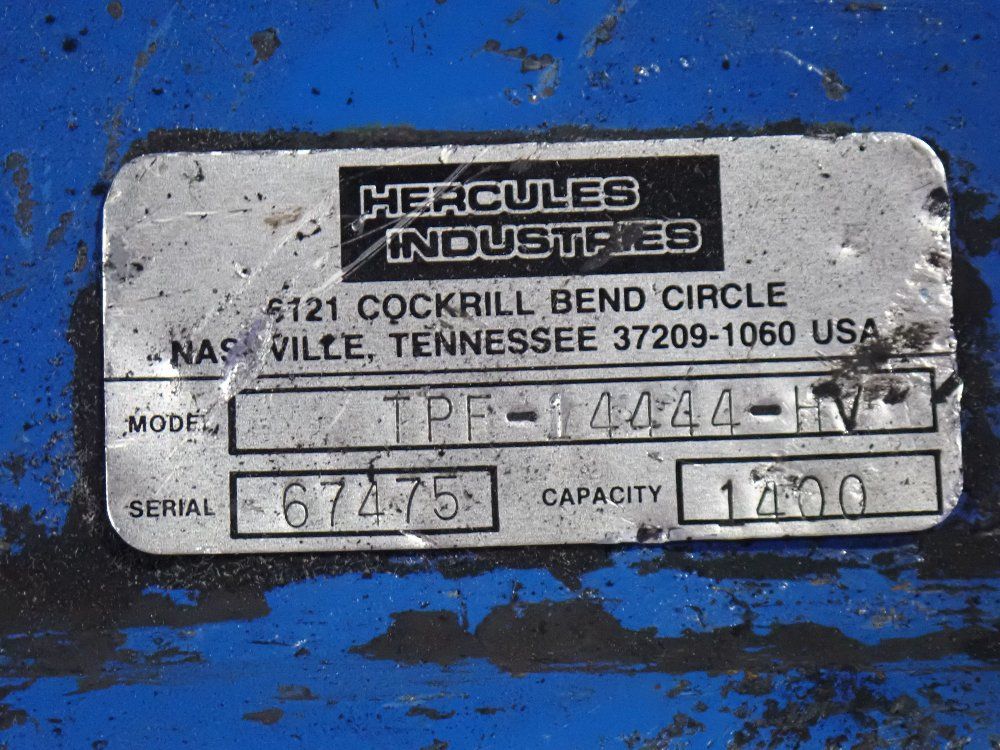 HERCULES
INDUSTRIES
6121 COCKRILL BEND CIRCLE
NASHVILLE, TENNESSEE 37209-1060 USA
MODEL TPF-14444-HV
SERIAL 67475 CAPACITY 1400